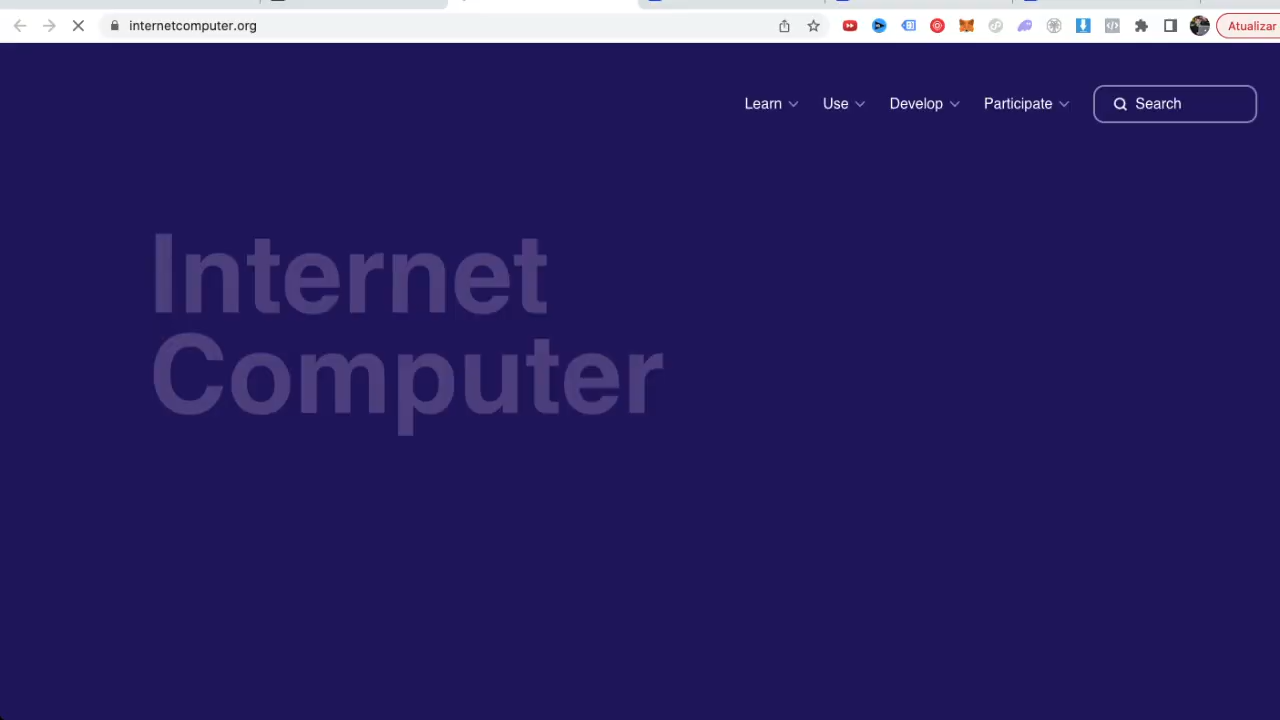 internetcomputer.org
Atualizar
Learn
Use
Develop
Participate
Search
Internet
Computer